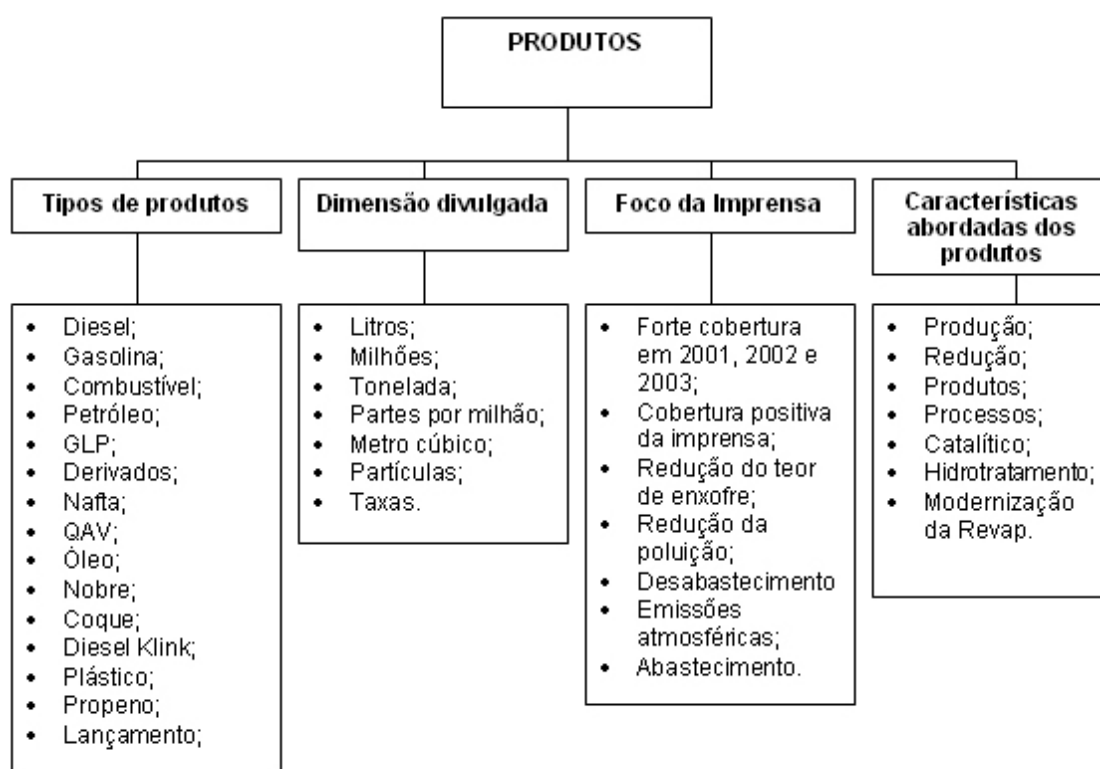 PRODUTOS
Tipos de produtos
• Diesel;
• Gasolina;
• Combustível;
• Petróleo;
• GLP;
• Derivados;
• Nafta;
• QAV;
• Óleo;
• Nobre;
• Coque;
• Diesel Klink;
• Plástico;
• Propeno;
• Lançamento;
Dimensão divulgada
• Litros;
• Milhões;
• Tonelada;
• Partes por milhão;
• Metro cúbico;
• Partículas;
• Taxas.
Foco da Imprensa
• Forte cobertura
em 2001, 2002 e
2003;
• Cobertura positiva
da imprensa;
• Redução do teor
de enxofre;
• Redução da
poluição;
• Desabastecimento
• Emissões
atmosféricas;
• Abastecimento.
Características
abordadas dos
produtos
• Produção;
• Redução;
• Produtos;
• Processos;
• Catalítico;
• Hidrotratamento;
• Modernização
da Revap.